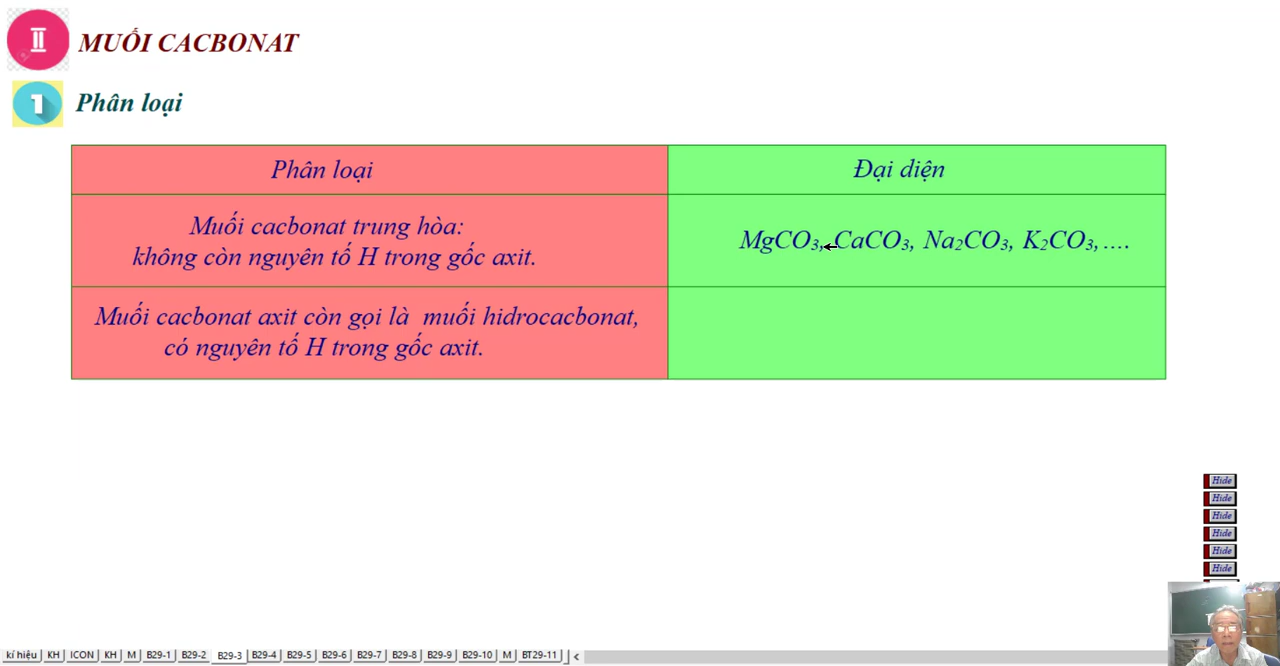 II MUỐI CACBONAT
1 Phân loại
Phân loại
Đại diện
Muối cacbonat trung hòa:
không còn nguyên tố H trong gốc axit.
MgCO₃, CaCO₃, Na₂CO₃, K₂CO₃,….
Muối cacbonat axit còn gọi là muối hidrocacbonat,
có nguyên tố H trong gốc axit.
Hide
Hide
Hide
Hide
Hide
Hide
kí hiệu KH ICON KH M B29-1 B29-2 B29-3 B29-4 B29-5 B29-6 B29-7 B29-8 B29-9 B29-10 M BT29-11